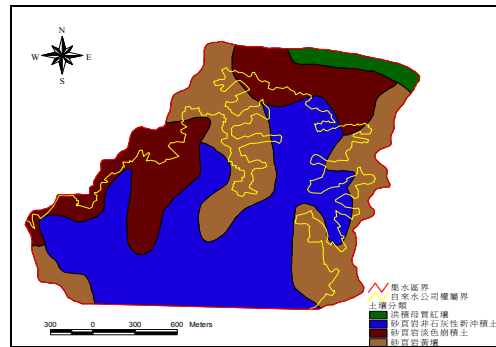 N
W E
S
集水區界
自來水公司權屬界
土壤分類
洪積母質紅壤
砂頁岩非石灰性新沖積土
砂頁岩淡色崩積土
砂頁岩黃壤
300 0 300 600 Meters